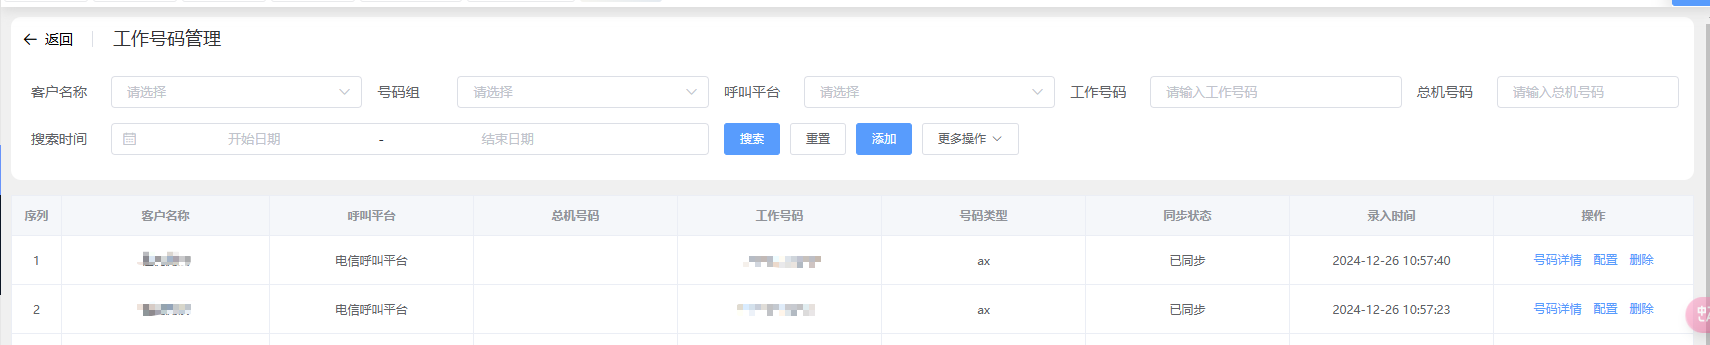 返回 工作号码管理
客户名称 请选择 号码组 请选择 呼叫平台 请选择 工作号码 请输入工作号码 总机号码 请输入总机号码
搜索时间 开始日期 - 结束日期 搜索 重置 添加 更多操作
序列 客户名称 呼叫平台 总机号码 工作号码 号码类型 同步状态 录入时间 操作
1 电信呼叫平台 ax 已同步 2024-12-26 10:57:40 号码详情 配置 删除
2 电信呼叫平台 ax 已同步 2024-12-26 10:57:23 号码详情 配置 删除